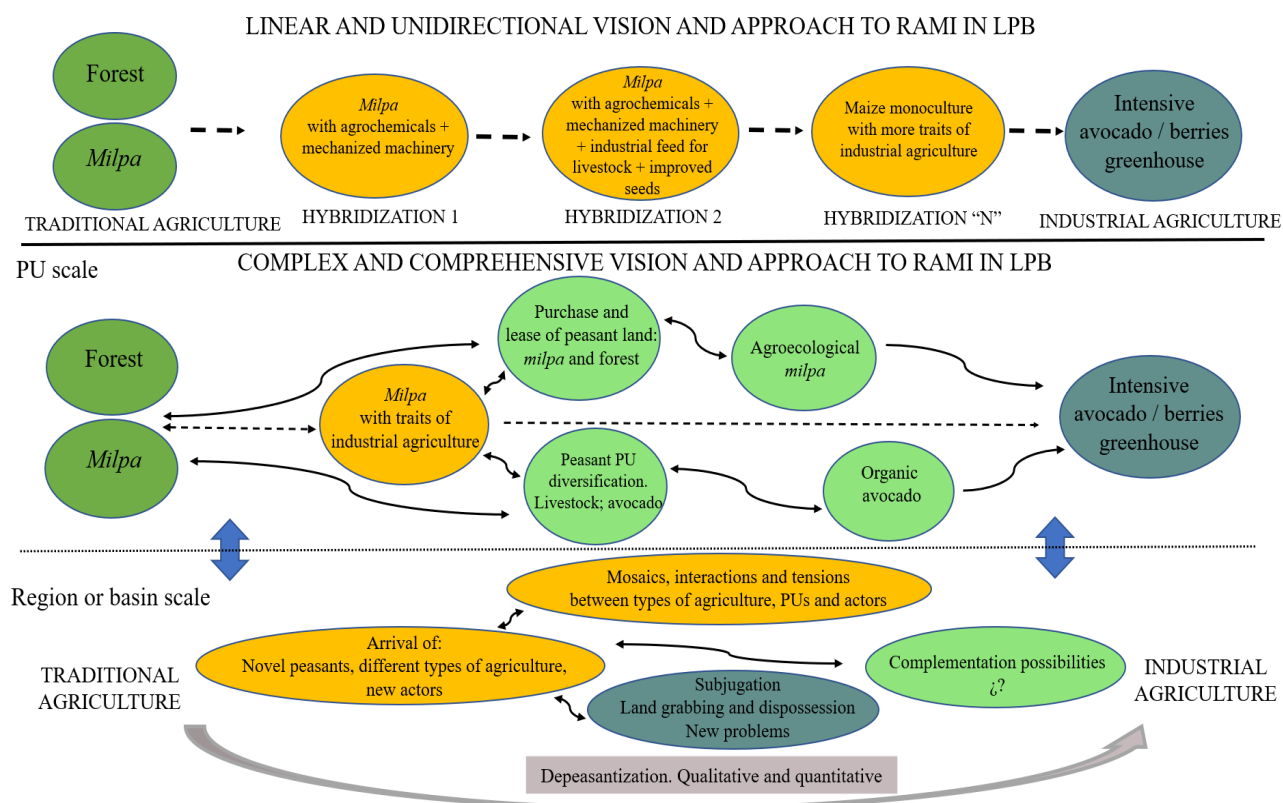 LINEAR AND UNIDIRECTIONAL VISION AND APPROACH TO RAMI IN LPB
Forest
Milpa
TRADITIONAL AGRICULTURE
Milpa
with agrochemicals +
mechanized machinery
HYBRIDIZATION 1
Milpa
with agrochemicals +
mechanized machinery
+ industrial feed for
livestock + improved
seeds
HYBRIDIZATION 2
Maize monoculture
with more traits of
industrial agriculture
HYBRIDIZATION “N”
Intensive
avocado / berries
greenhouse
INDUSTRIAL AGRICULTURE
PU scale
COMPLEX AND COMPREHENSIVE VISION AND APPROACH TO RAMI IN LPB
Forest
Milpa
Milpa
with traits of
industrial agriculture
Purchase and
lease of peasant land:
milpa and forest
Agroecological
milpa
Peasant PU
diversification.
Livestock; avocado
Organic
avocado
Intensive
avocado / berries
greenhouse
Region or basin scale
Mosaics, interactions and tensions
between types of agriculture, PUs and actors
TRADITIONAL
AGRICULTURE
Arrival of:
Novel peasants, different types of agriculture,
new actors
Complementation possibilities
¿?
Subjugation
Land grabbing and dispossession
New problems
INDUSTRIAL
AGRICULTURE
Depeasantization. Qualitative and quantitative